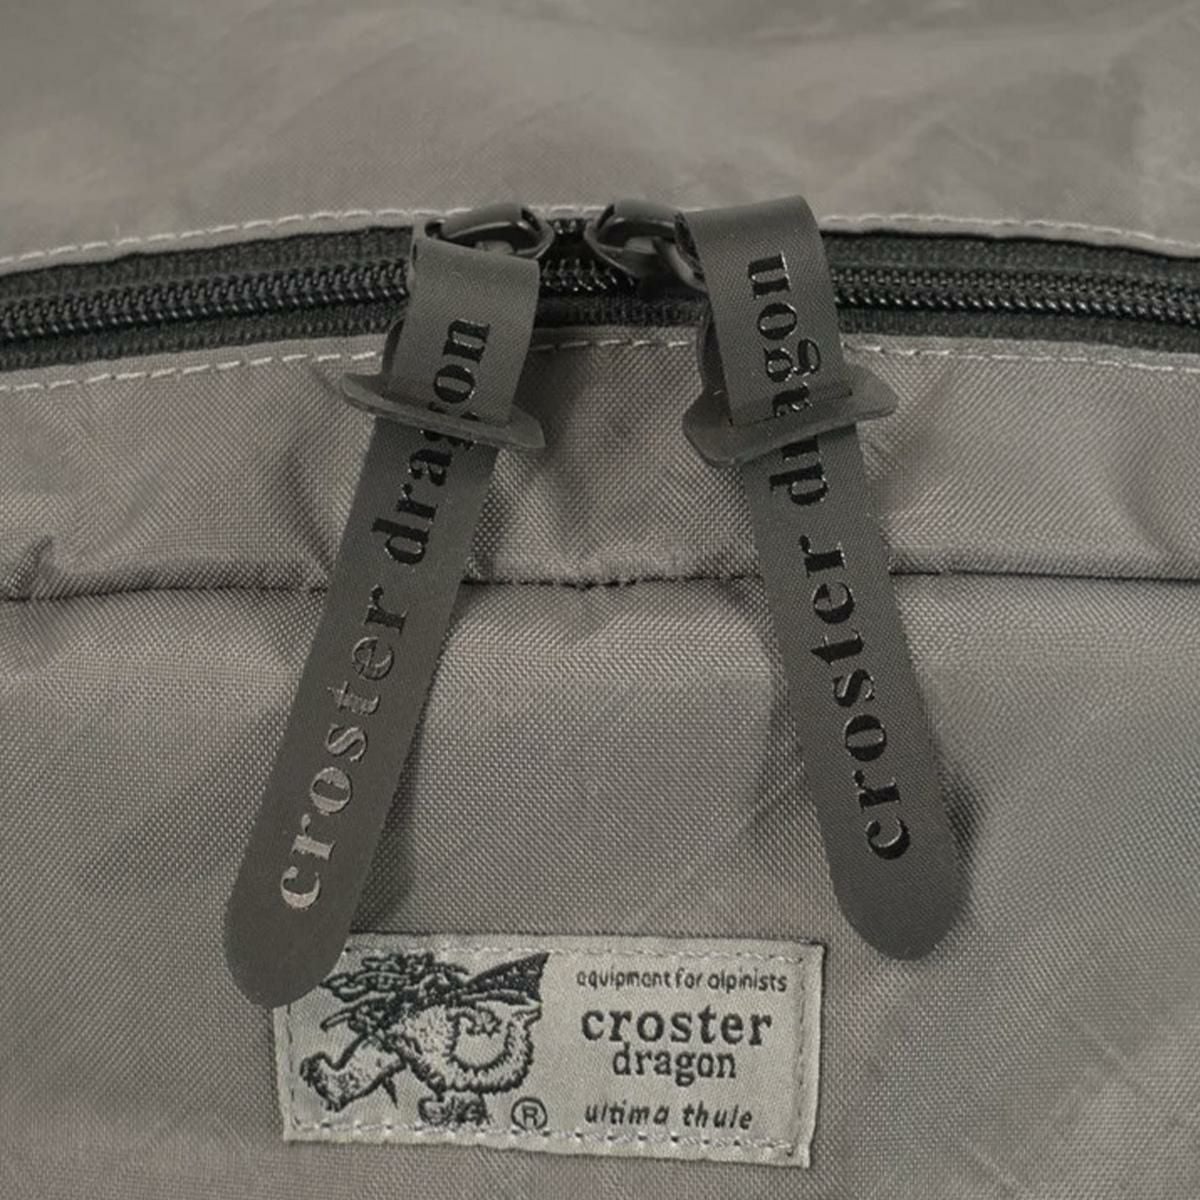 croster dragon
croster dragon
equipment for alpinists
croster
dragon
ultima thule
®